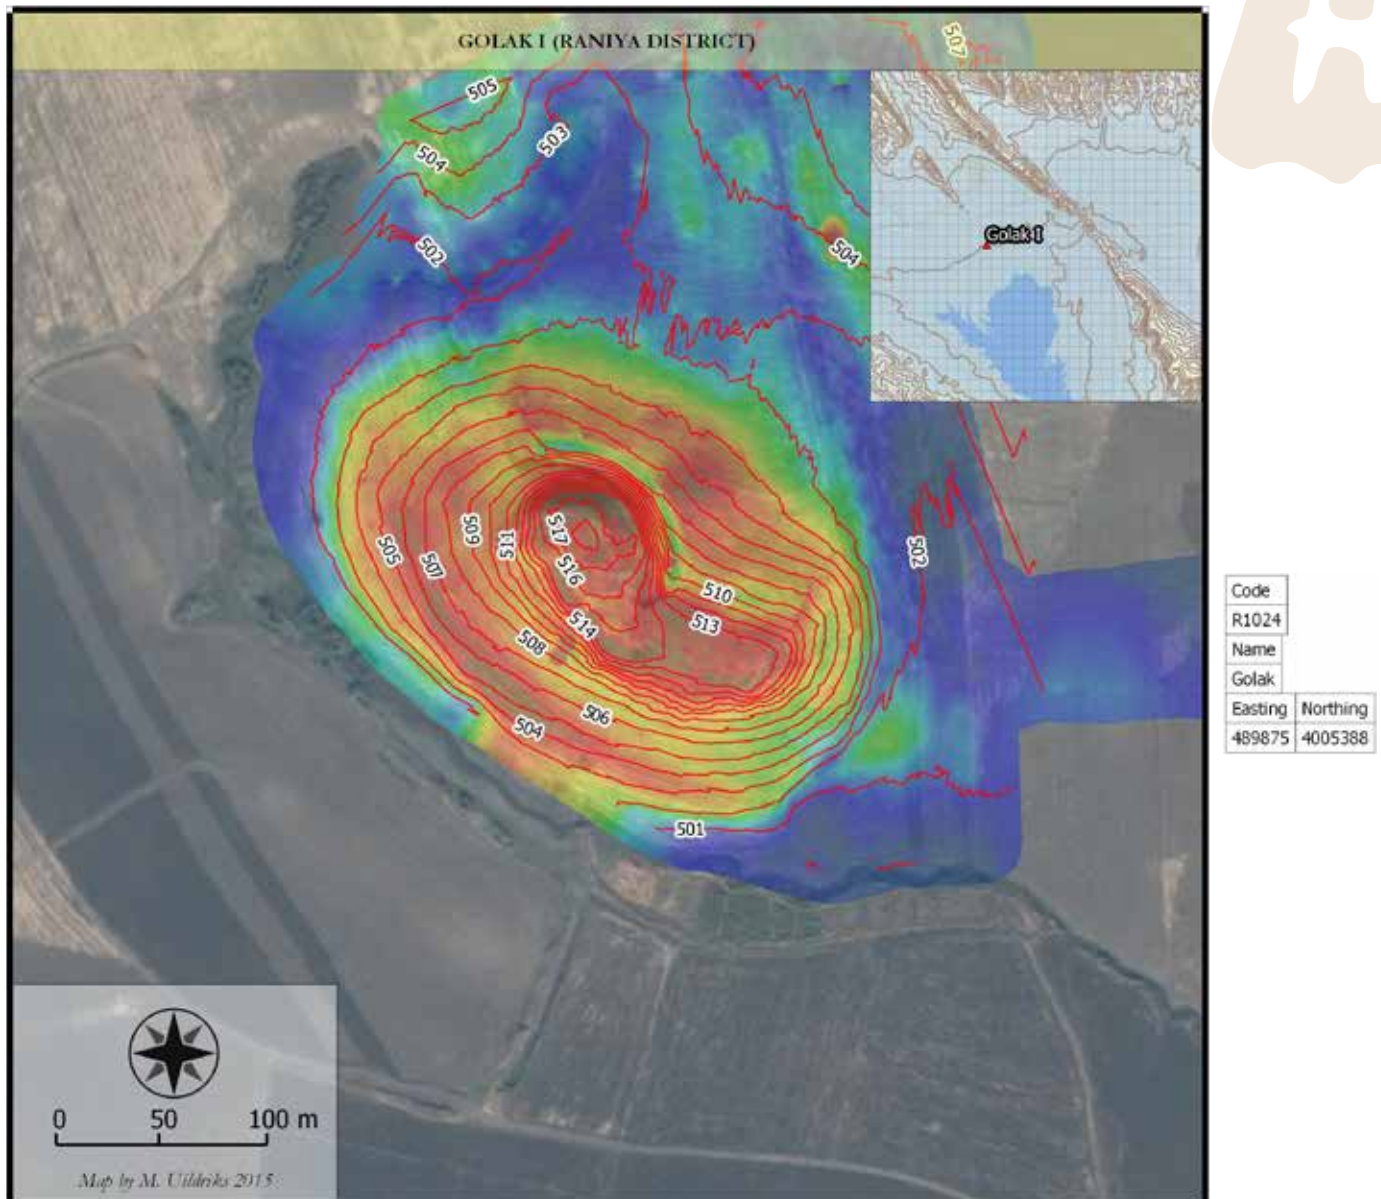 GOLAK I (RANIYA DISTRICT)
507
505
503
504
502
504
Golak I
517
509
511
505
507
516
502
510
514
513
508
506
504
501
Code
R1024
Name
Golak
Easting Northing
489875 4005388
0 50 100 m
Map by M. Uildriks 2015